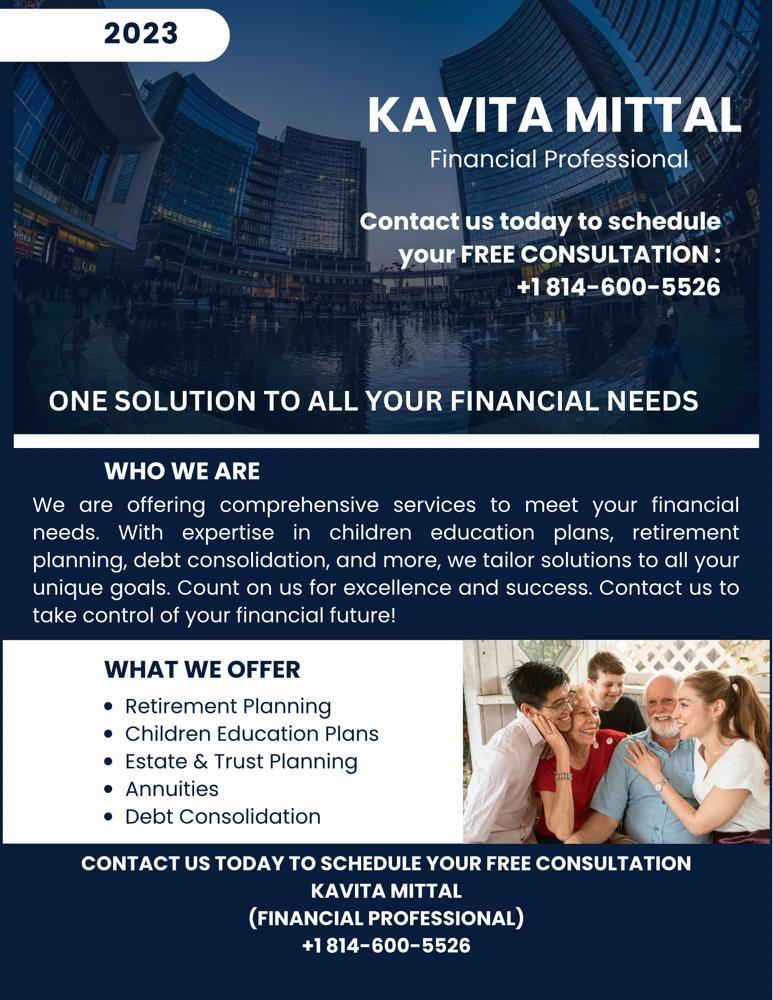 2023
KAVITA MITTAL
Financial Professional
Contact us today to schedule
your FREE CONSULTATION :
+1 814-600-5526
ONE SOLUTION TO ALL YOUR FINANCIAL NEEDS
WHO WE ARE
We are offering comprehensive services to meet your financial
needs. With expertise in children education plans, retirement
planning, debt consolidation, and more, we tailor solutions to all your
unique goals. Count on us for excellence and success. Contact us to
take control of your financial future!
WHAT WE OFFER
• Retirement Planning
• Children Education Plans
• Estate & Trust Planning
• Annuities
• Debt Consolidation
CONTACT US TODAY TO SCHEDULE YOUR FREE CONSULTATION
KAVITA MITTAL
(FINANCIAL PROFESSIONAL)
+1 814-600-5526